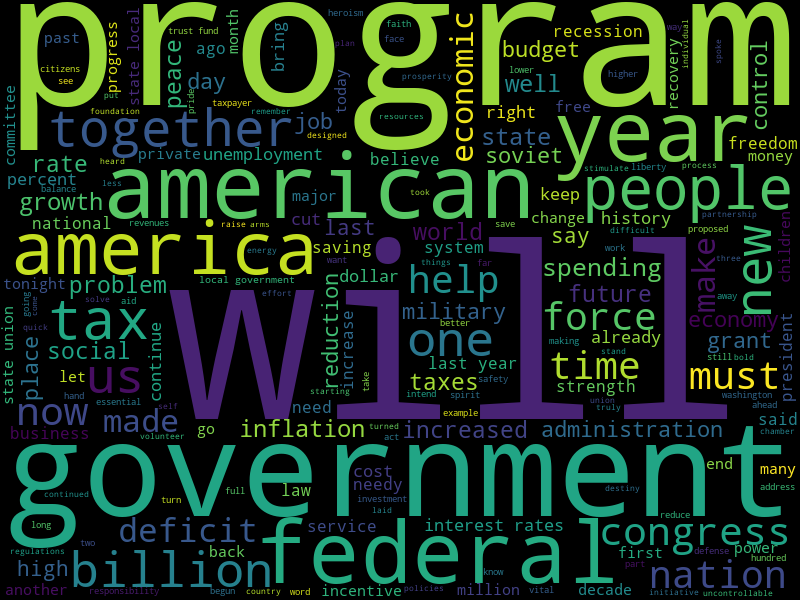 program
will
government
federal
american
america
year
people
together
tax
billion
congress
nation
new
help
one
force
time
must
us
now
made
deficit
inflation
administration
spending
economic
budget
recession
peace
past
progress
state local
trust fund
ago
month
bring
heroism
faith
face
citizens
see
put
plan
today
day
well
lower
higher
spoke
way
individual
recovery
control
committee
foundation
pride
taxpayer
remember
prosperity
resources
right
free
freedom
money
job
state
soviet
rate
percent
heard
designed
private
unemployment
believe
keep
stimulate
liberty
process
balance
less
took
growth
national
revenues
raise arms
major
cut
last
change
history
partnership
save
say
proposed
children
make
difficult
work
three
world
system
saving
energy
want
things
far
tonight
problem
local government
dollar
future
away
economy
going
come
solve
aid
effort
reduction
increase
military
better
making
already
grant
still
bold
president
social
quick
place
continue
state union
last year
stand
strength
washington
let
starting
take
taxes
safety
intend
spirit
union
truly
ahead
hand
essential
self
need
example
said
chamber
business
volunteer
go
turned
act
increased
end
many
cost
needy
law
continued
turn
full
investment
laid
destiny
address
reduce
long
service
interest rates
first
power
regulations
two
back
defense
hundred
high
know
part
another
responsibility
begun
country
word
incentive
policies
million
vital
decade
initiative
uncontrollable